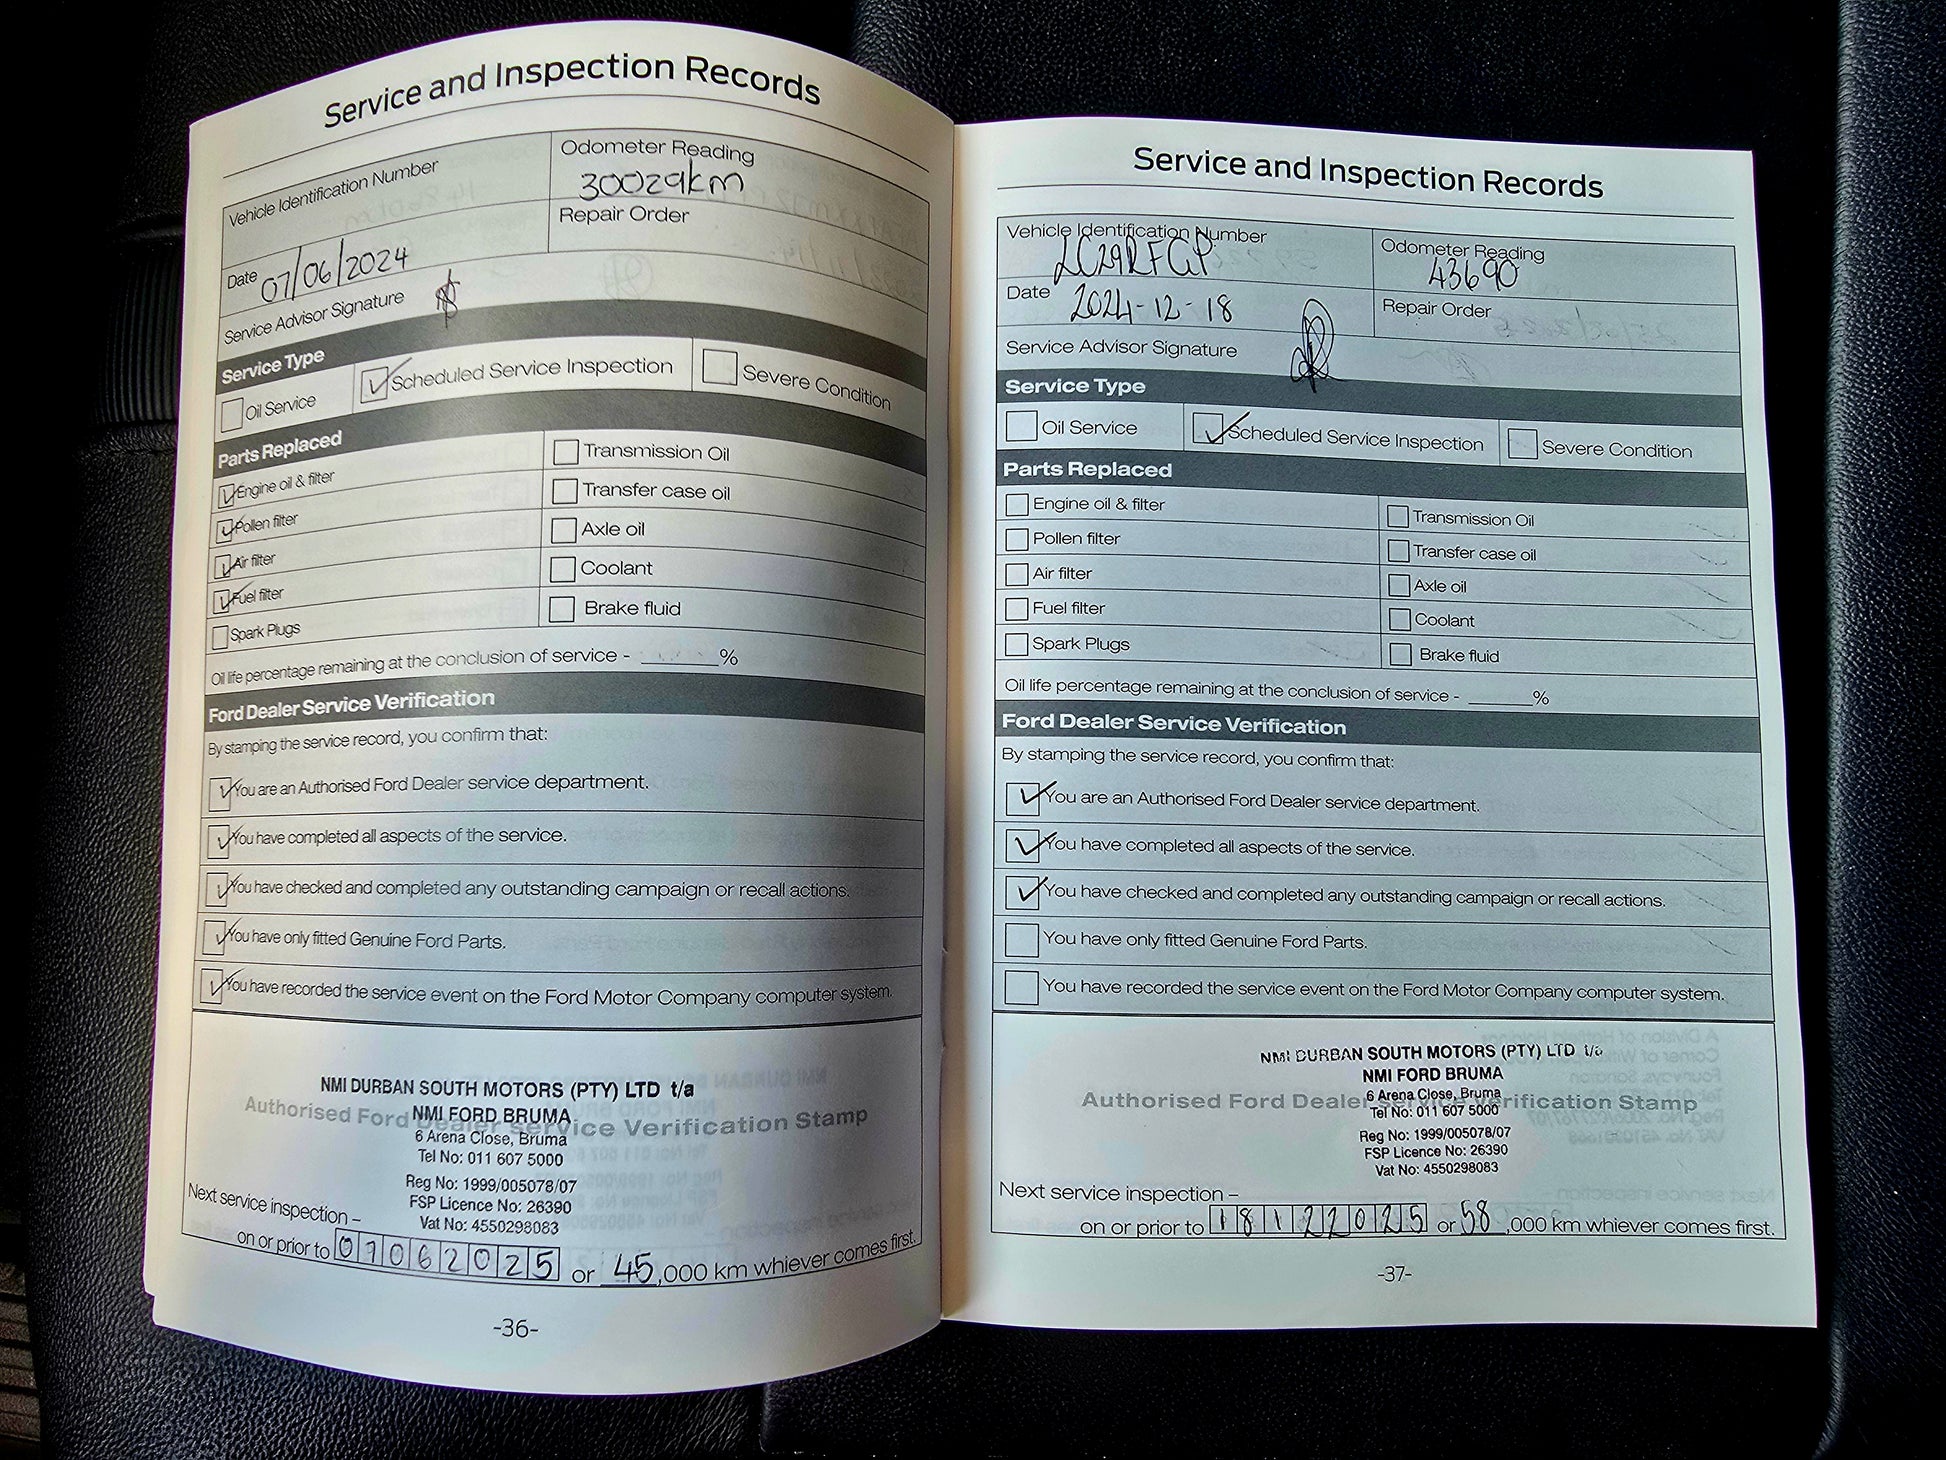 Service and Inspection Records
Vehicle Identification Number
Odometer Reading
30029km
Date 07/06/2024
Repair Order
Service Advisor Signature
Service Type
Oil Service
Scheduled Service Inspection
Severe Condition
Parts Replaced
Engine oil & filter
Transmission Oil
Pollen filter
Transfer case oil
Air filter
Axle oil
Fuel filter
Coolant
Spark Plugs
Brake fluid
Oil life percentage remaining at the conclusion of service - ______%
Ford Dealer Service Verification
By stamping the service record, you confirm that:
You are an Authorised Ford Dealer service department.
You have completed all aspects of the service.
You have checked and completed any outstanding campaign or recall actions.
You have only fitted Genuine Ford Parts.
You have recorded the service event on the Ford Motor Company computer system.
NMI DURBAN SOUTH MOTORS (PTY) LTD t/a
NMI FORD BRUMA
Authorised Ford Dealer Service Verification Stamp
6 Arena Close, Bruma
Tel No: 011 607 5000
Reg No: 1999/005078/07
FSP Licence No: 26390
Vat No: 4550298083
Next service inspection –
on or prior to 07062025 or 45,000 km whiever comes first.
-36-
Service and Inspection Records
Vehicle Identification Number
LC29RFGP
Odometer Reading
43690
Date 2024-12-18
Repair Order
Service Advisor Signature
Service Type
Oil Service
Scheduled Service Inspection
Severe Condition
Parts Replaced
Engine oil & filter
Transmission Oil
Pollen filter
Transfer case oil
Air filter
Axle oil
Fuel filter
Coolant
Spark Plugs
Brake fluid
Oil life percentage remaining at the conclusion of service - ______%
Ford Dealer Service Verification
By stamping the service record, you confirm that:
You are an Authorised Ford Dealer service department.
You have completed all aspects of the service.
You have checked and completed any outstanding campaign or recall actions.
You have only fitted Genuine Ford Parts.
You have recorded the service event on the Ford Motor Company computer system.
NMI DURBAN SOUTH MOTORS (PTY) LTD t/a
NMI FORD BRUMA
6 Arena Close, Bruma
Authorised Ford Dealer Service Verification Stamp
Tel No: 011 607 5000
Reg No: 1999/005078/07
FSP Licence No: 26390
Vat No: 4550298083
Next service inspection –
on or prior to 18122025 or 58,000 km whiever comes first.
-37-